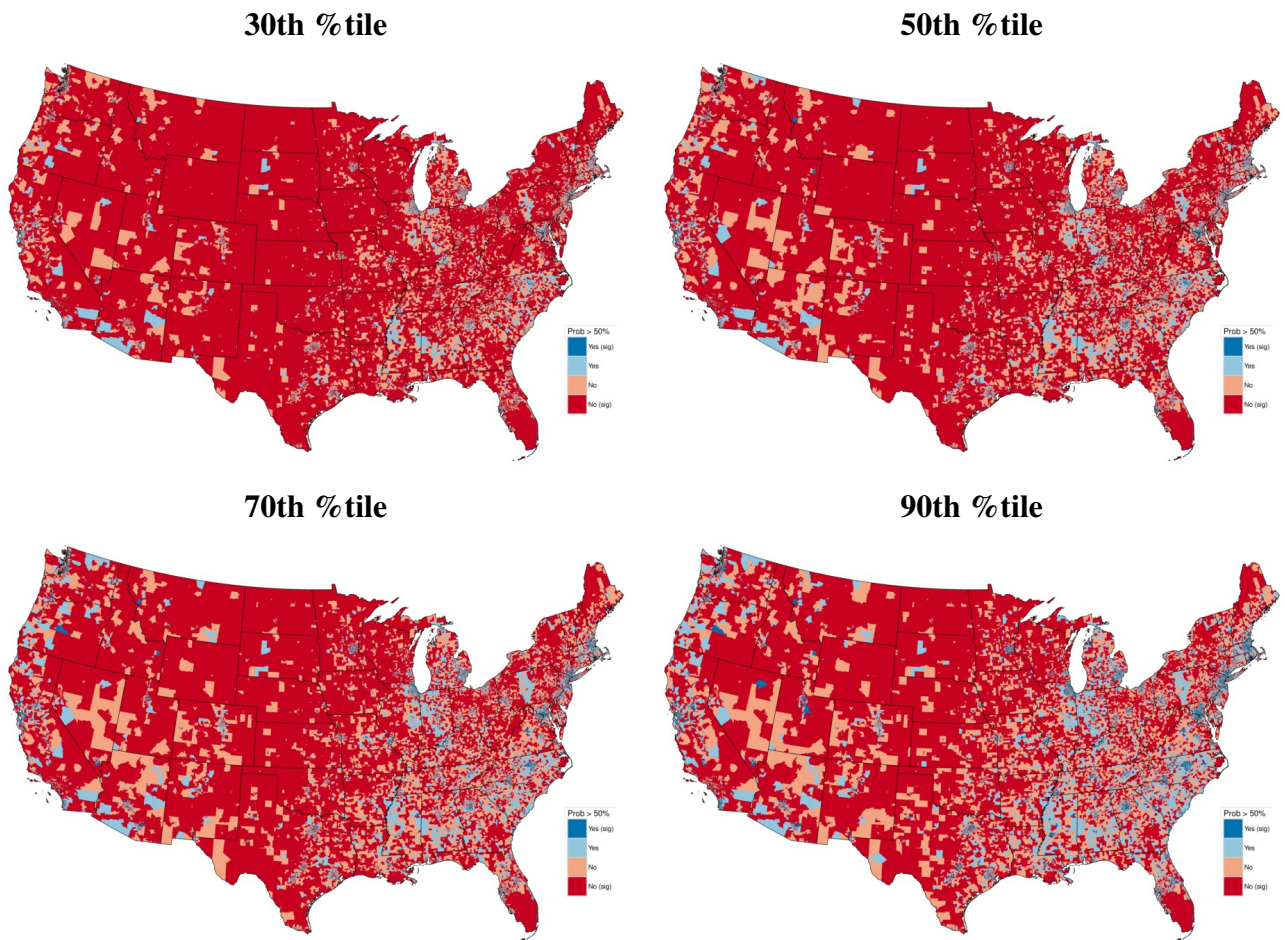 30th %tile
50th %tile
Prob > 50%
Yes (sig)
Yes
No
No (sig)
Prob > 50%
Yes (sig)
Yes
No
No (sig)
70th %tile
90th %tile
Prob > 50%
Yes (sig)
Yes
No
No (sig)
Prob > 50%
Yes (sig)
Yes
No
No (sig)